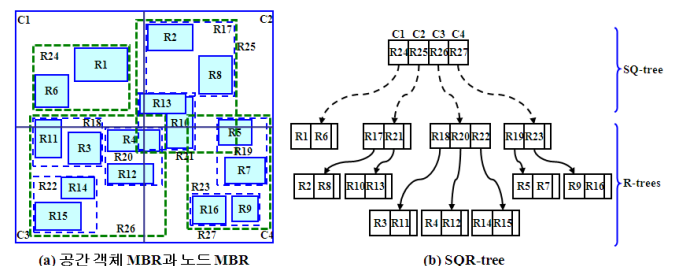 C1
C2
R17
R2
R24
R25
R1
R8
R6
R13
R18
R10
R11
R4
R5
R3
R21
R19
R20
R12
R7
R22
R14
R23
R15
R16
R9
R26
R27
C3
C4
(a) 공간 객체 MBR과 노드 MBR
C1 C2 C3 C4
R24 R25 R26 R27
SQ-tree
R1 R6
R17 R21
R18 R20 R22
R19 R23
R-trees
R2 R8
R10 R13
R5 R7
R9 R16
R3 R11
R4 R12
R14 R15
(b) SQR-tree